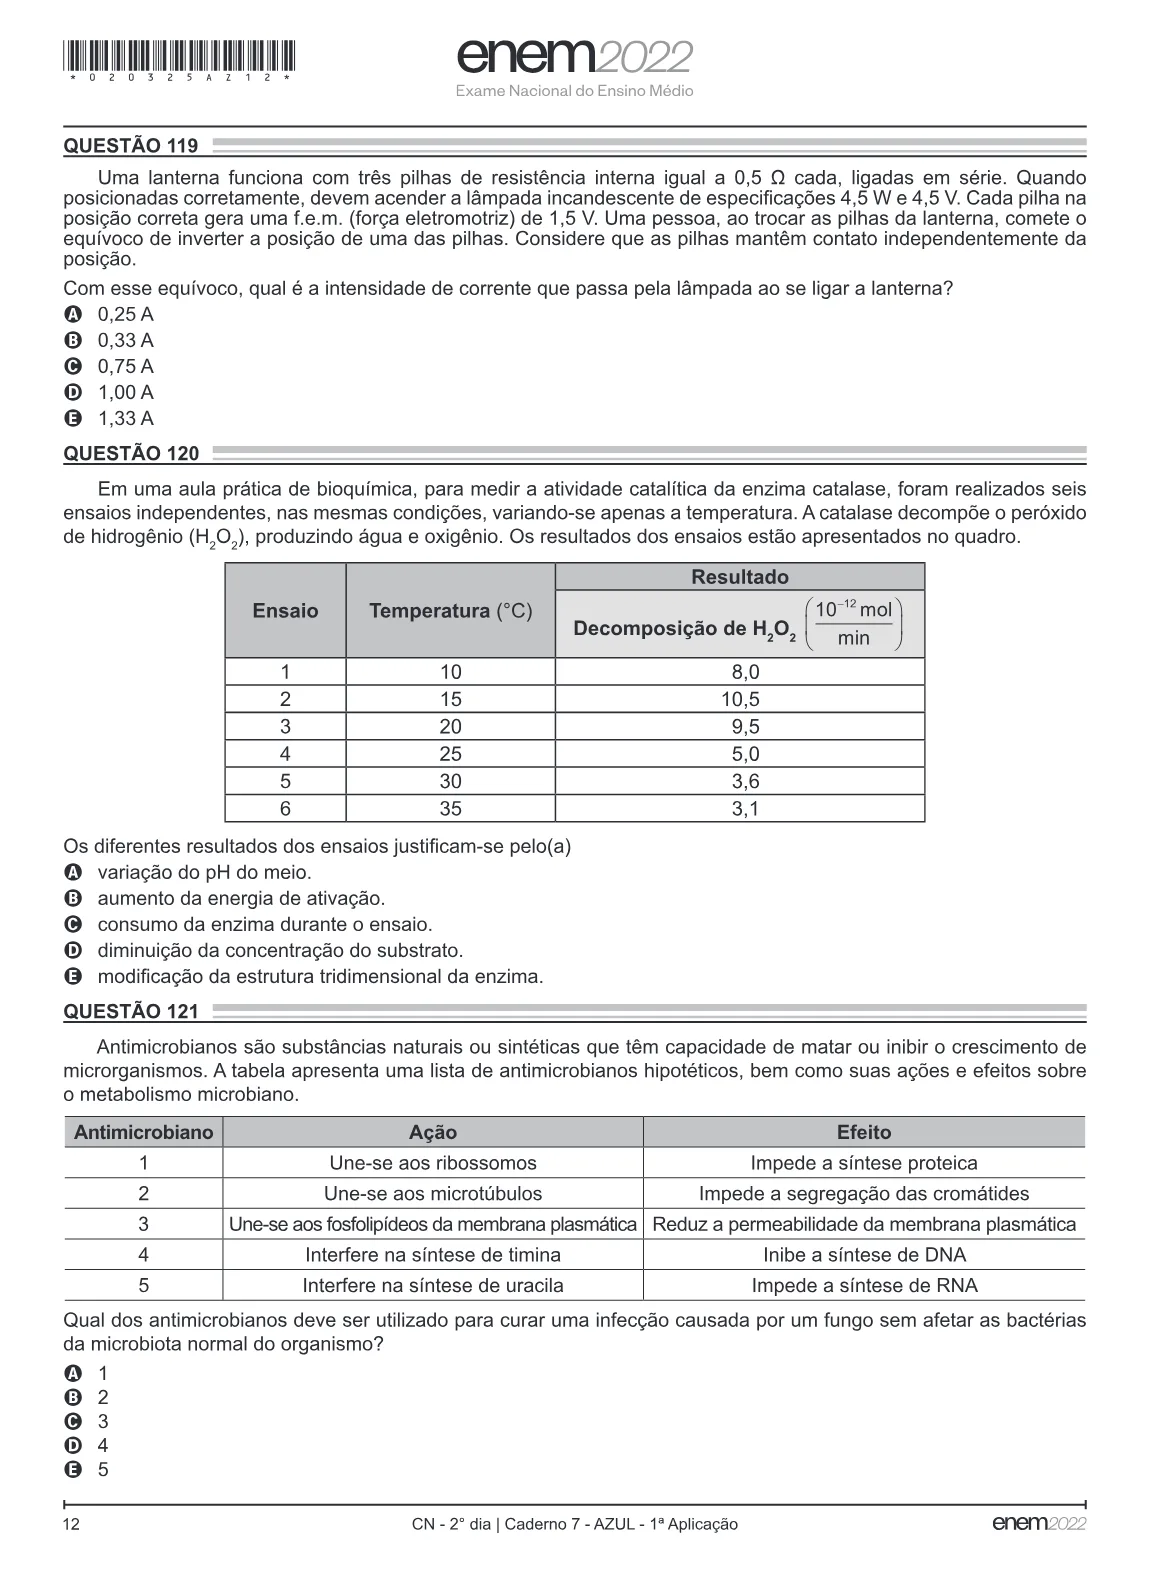 *020325AZ12*
enem2022
Exame Nacional do Ensino Médio
QUESTÃO 119
Uma lanterna funciona com três pilhas de resistência interna igual a 0,5 Ω cada, ligadas em série. Quando
posicionadas corretamente, devem acender a lâmpada incandescente de especificações 4,5 W e 4,5 V. Cada pilha na
posição correta gera uma f.e.m. (força eletromotriz) de 1,5 V. Uma pessoa, ao trocar as pilhas da lanterna, comete o
equívoco de inverter a posição de uma das pilhas. Considere que as pilhas mantêm contato independentemente da
posição.
Com esse equívoco, qual é a intensidade de corrente que passa pela lâmpada ao se ligar a lanterna?
A 0,25 A
B 0,33 A
C 0,75 A
D 1,00 A
E 1,33 A
QUESTÃO 120
Em uma aula prática de bioquímica, para medir a atividade catalítica da enzima catalase, foram realizados seis
ensaios independentes, nas mesmas condições, variando-se apenas a temperatura. A catalase decompõe o peróxido
de hidrogênio (H₂O₂), produzindo água e oxigênio. Os resultados dos ensaios estão apresentados no quadro.
Ensaio Temperatura (°C) Resultado
Decomposição de H₂O₂ (10⁻¹² mol / min)
1 10 8,0
2 15 10,5
3 20 9,5
4 25 5,0
5 30 3,6
6 35 3,1
Os diferentes resultados dos ensaios justificam-se pelo(a)
A variação do pH do meio.
B aumento da energia de ativação.
C consumo da enzima durante o ensaio.
D diminuição da concentração do substrato.
E modificação da estrutura tridimensional da enzima.
QUESTÃO 121
Antimicrobianos são substâncias naturais ou sintéticas que têm capacidade de matar ou inibir o crescimento de
microrganismos. A tabela apresenta uma lista de antimicrobianos hipotéticos, bem como suas ações e efeitos sobre
o metabolismo microbiano.
Antimicrobiano Ação Efeito
1 Une-se aos ribossomos Impede a síntese proteica
2 Une-se aos microtúbulos Impede a segregação das cromátides
3 Une-se aos fosfolipídeos da membrana plasmática Reduz a permeabilidade da membrana plasmática
4 Interfere na síntese de timina Inibe a síntese de DNA
5 Interfere na síntese de uracila Impede a síntese de RNA
Qual dos antimicrobianos deve ser utilizado para curar uma infecção causada por um fungo sem afetar as bactérias
da microbiota normal do organismo?
A 1
B 2
C 3
D 4
E 5
12 CN - 2° dia | Caderno 7 - AZUL - 1ª Aplicação enem2022